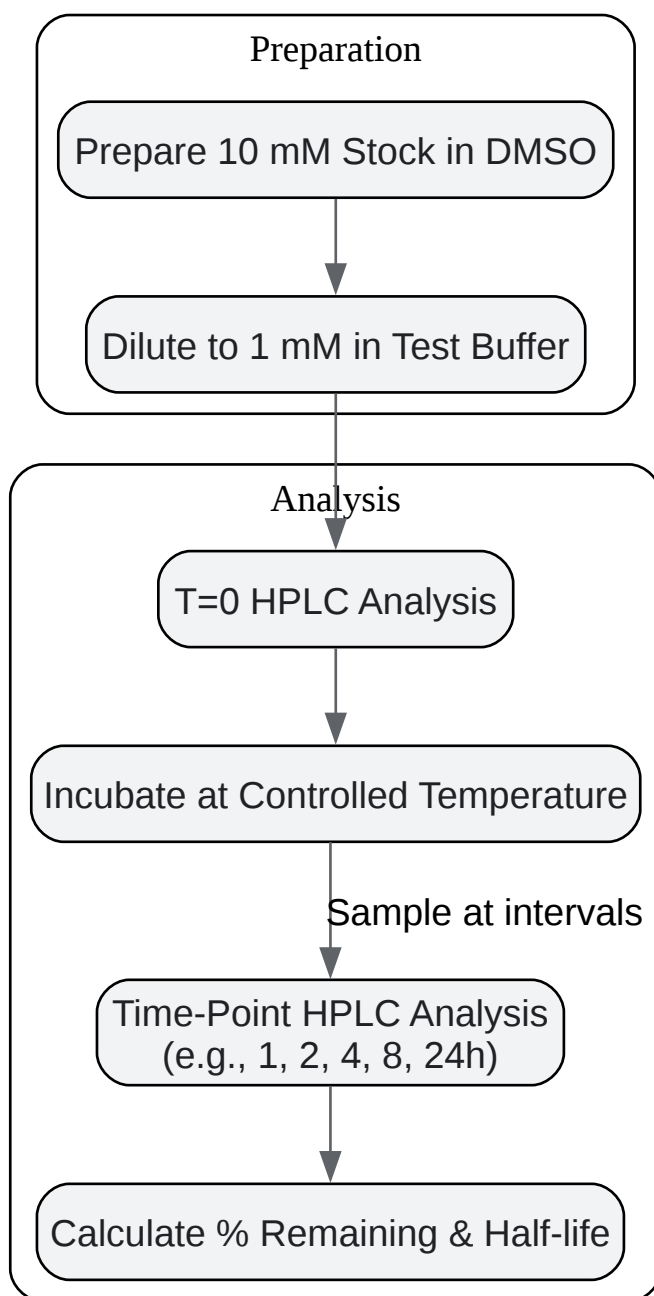 Preparation
Prepare 10 mM Stock in DMSO
Dilute to 1 mM in Test Buffer
Analysis
T=0 HPLC Analysis
Incubate at Controlled Temperature
Sample at intervals
Time-Point HPLC Analysis
(e.g., 1, 2, 4, 8, 24h)
Calculate % Remaining & Half-life